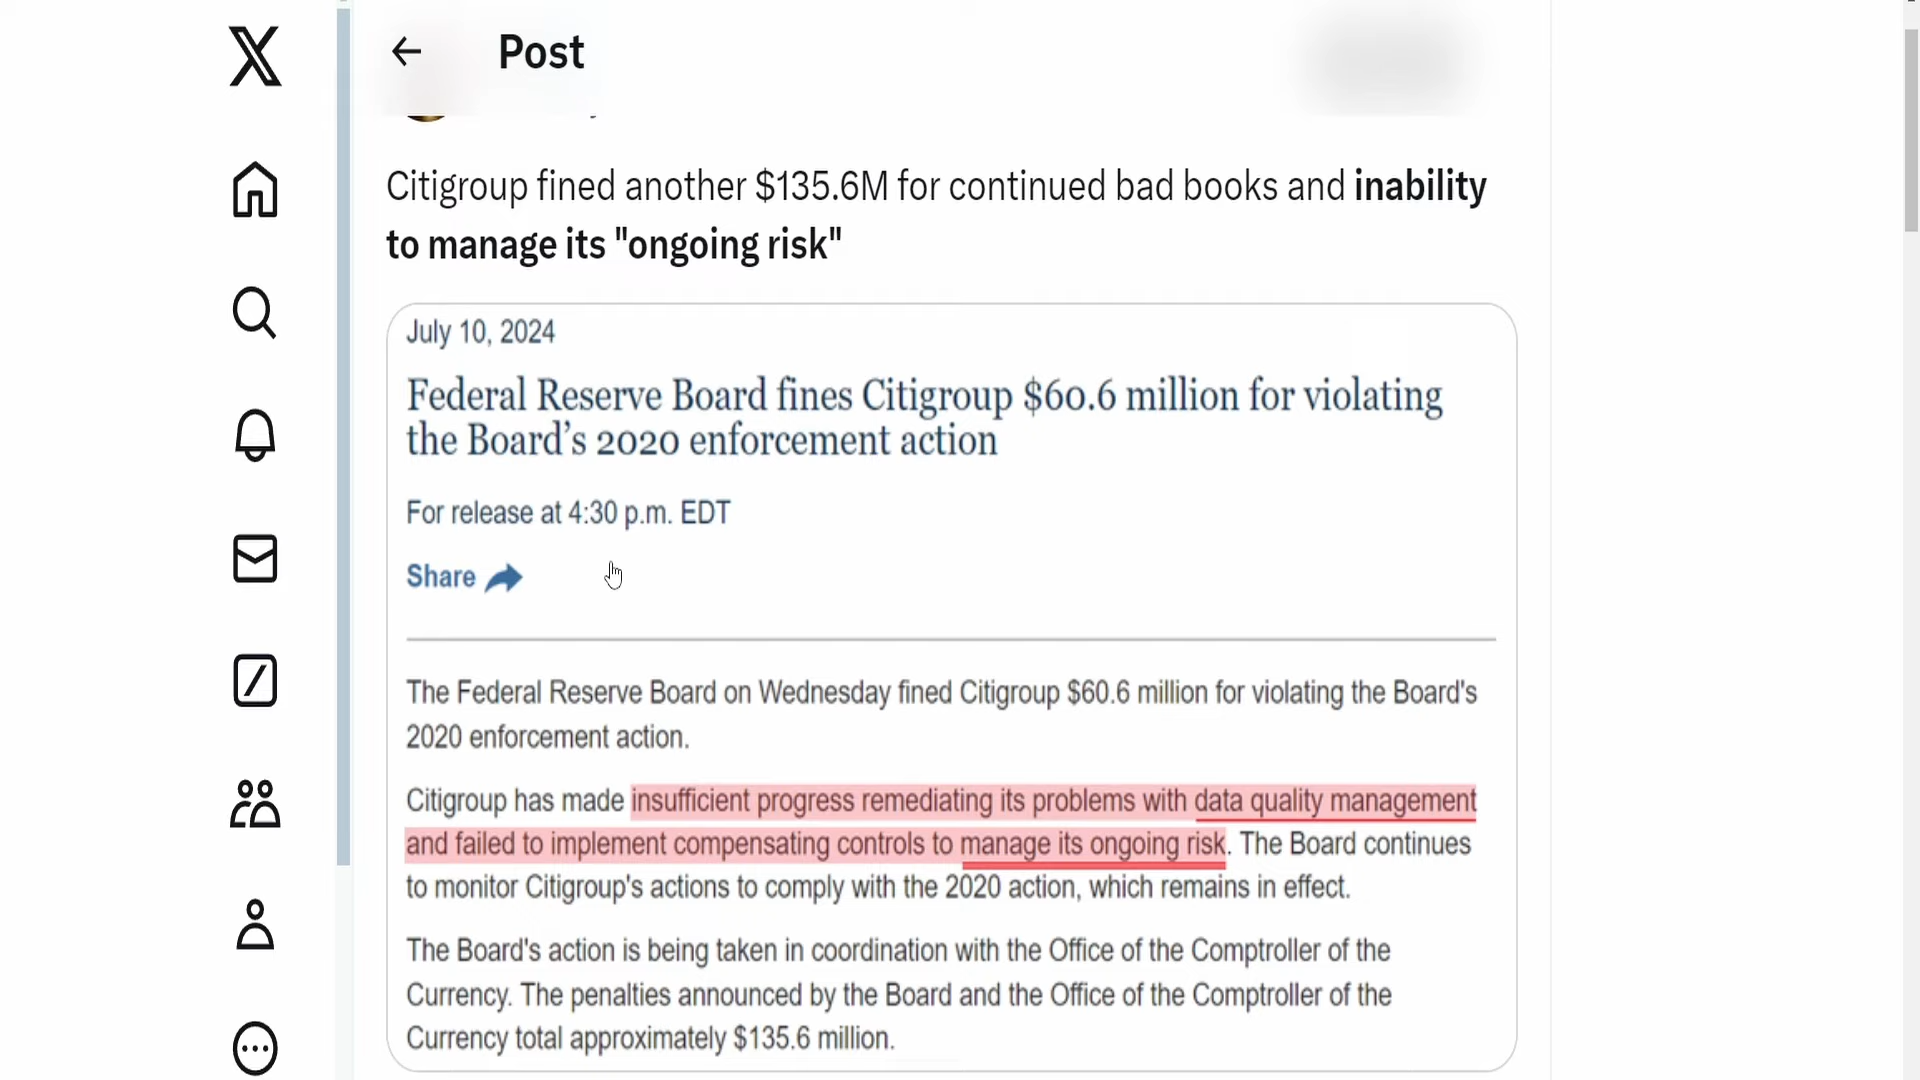 Post
Citigroup fined another $135.6M for continued bad books and inability
to manage its "ongoing risk"
July 10, 2024
Federal Reserve Board fines Citigroup $60.6 million for violating
the Board’s 2020 enforcement action
For release at 4:30 p.m. EDT
Share
The Federal Reserve Board on Wednesday fined Citigroup $60.6 million for violating the Board's
2020 enforcement action.
Citigroup has made insufficient progress remediating its problems with data quality management
and failed to implement compensating controls to manage its ongoing risk. The Board continues
to monitor Citigroup's actions to comply with the 2020 action, which remains in effect.
The Board's action is being taken in coordination with the Office of the Comptroller of the
Currency. The penalties announced by the Board and the Office of the Comptroller of the
Currency total approximately $135.6 million.